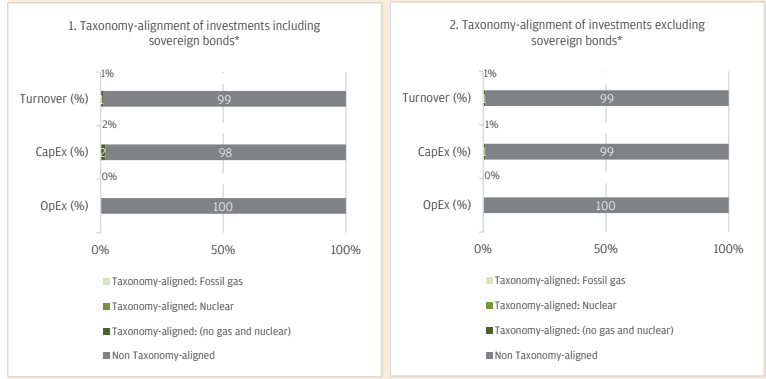 1. Taxonomy-alignment of investments including
sovereign bonds*
1%
Turnover (%)
1
99
2%
CapEx (%)
2
98
0%
OpEx (%)
100
0%
50%
100%
Taxonomy-aligned: Fossil gas
Taxonomy-aligned: Nuclear
Taxonomy-aligned: (no gas and nuclear)
Non Taxonomy-aligned
2. Taxonomy-alignment of investments excluding
sovereign bonds*
1%
Turnover (%)
1
99
1%
CapEx (%)
1
99
0%
OpEx (%)
100
0%
50%
100%
Taxonomy-aligned: Fossil gas
Taxonomy-aligned: Nuclear
Taxonomy-aligned: (no gas and nuclear)
Non Taxonomy-aligned